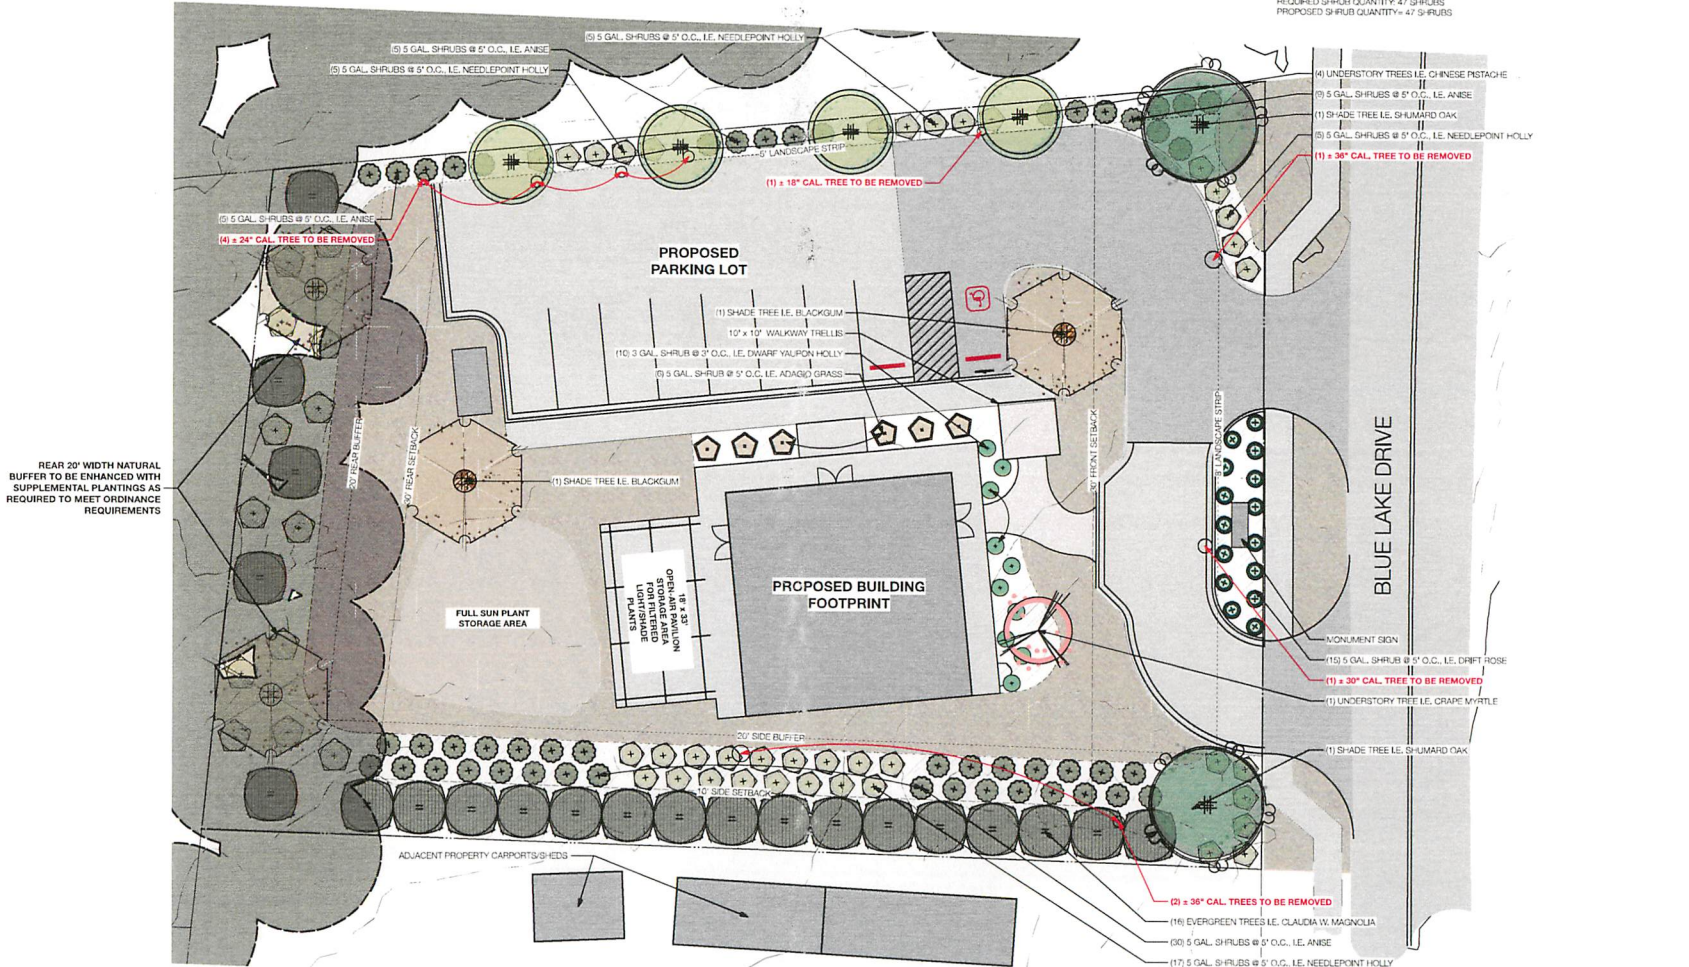 REQUIRED SHRUB QUANTITY: 47 SHRUBS
PROPOSED SHRUB QUANTITY= 47 SHRUBS
(5) 5 GAL. SHRUBS @ 5' O.C., I.E. NEEDLEPOINT HOLLY
(5) 5 GAL. SHRUBS @ 5' O.C., I.E. ANISE
(5) 5 GAL. SHRUBS @ 5' O.C., I.E. NEEDLEPOINT HOLLY
(4) UNDERSTORY TREES I.E. CHINESE PISTACHE
(9) 5 GAL. SHRUBS @ 5' O.C., I.E. ANISE
(1) SHADE TREE I.E. SHUMARD OAK
(5) 5 GAL. SHRUBS @ 5' O.C., I.E. NEEDLEPOINT HOLLY
(1) ± 36" CAL. TREE TO BE REMOVED
5' LANDSCAPE STRIP
(1) ± 18" CAL. TREE TO BE REMOVED
(5) 5 GAL. SHRUBS @ 5' O.C., I.E. ANISE
(4) ± 24" CAL. TREE TO BE REMOVED
PROPOSED
PARKING LOT
(1) SHADE TREE I.E. BLACKGUM
10' x 10' WALKWAY TRELLIS
(10) 3 GAL. SHRUB @ 3' O.C., I.E. DWARF YAUPON HOLLY
(6) 5 GAL. SHRUB @ 5' O.C. I.E. ADAGIO GRASS
20' REAR BUFFER
30' REAR SETBACK
30' FRONT SETBACK
8' LANDSCAPE STRIP
BLUE LAKE DRIVE
REAR 20' WIDTH NATURAL
BUFFER TO BE ENHANCED WITH
SUPPLEMENTAL PLANTINGS AS
REQUIRED TO MEET ORDINANCE
REQUIREMENTS
(1) SHADE TREE I.E. BLACKGUM
FULL SUN PLANT
STORAGE AREA
18' x 33'
OPEN-AIR PAVILION
STORAGE AREA
FOR FILTERED
LIGHT/SHADE
PLANTS
PROPOSED BUILDING
FOOTPRINT
MONUMENT SIGN
(15) 5 GAL. SHRUB @ 5' O.C., I.E. DRIFT ROSE
(1) ± 30" CAL. TREE TO BE REMOVED
(1) UNDERSTORY TREE I.E. CRAPE MYRTLE
20' SIDE BUFFER
(1) SHADE TREE I.E. SHUMARD OAK
10' SIDE SETBACK
ADJACENT PROPERTY CARPORTS/SHEDS
(2) ± 36" CAL. TREES TO BE REMOVED
(16) EVERGREEN TREES I.E. CLAUDIA W. MAGNOLIA
(30) 5 GAL. SHRUBS @ 5' O.C., I.E. ANISE
(17) 5 GAL. SHRUBS @ 5' O.C., I.E. NEEDLEPOINT HOLLY